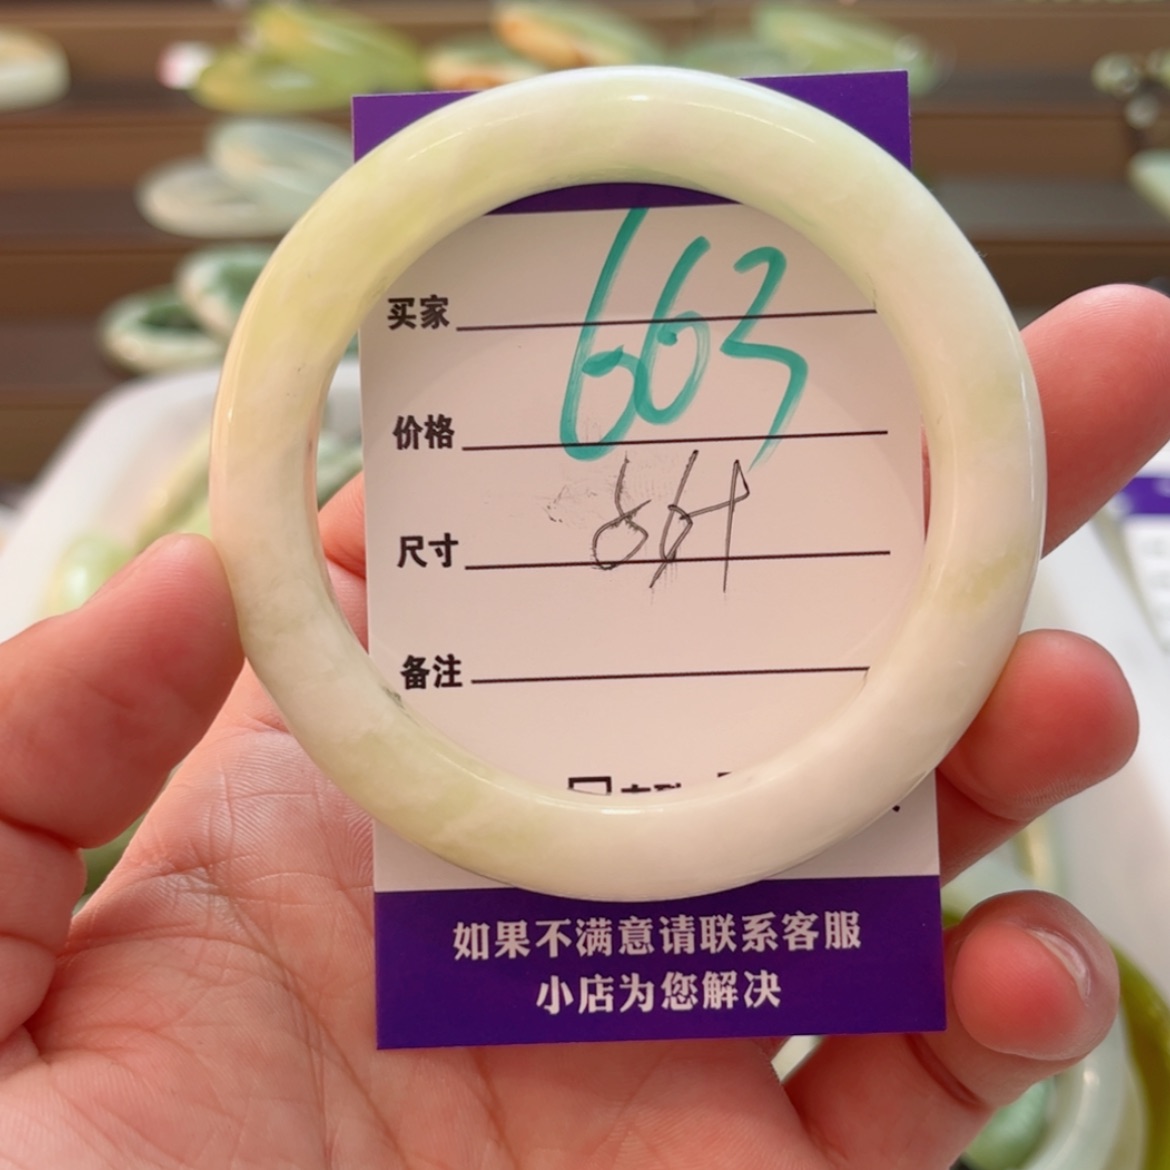 663
买家
价格
尺寸
备注
如果不满意请联系客服
小店为您解决